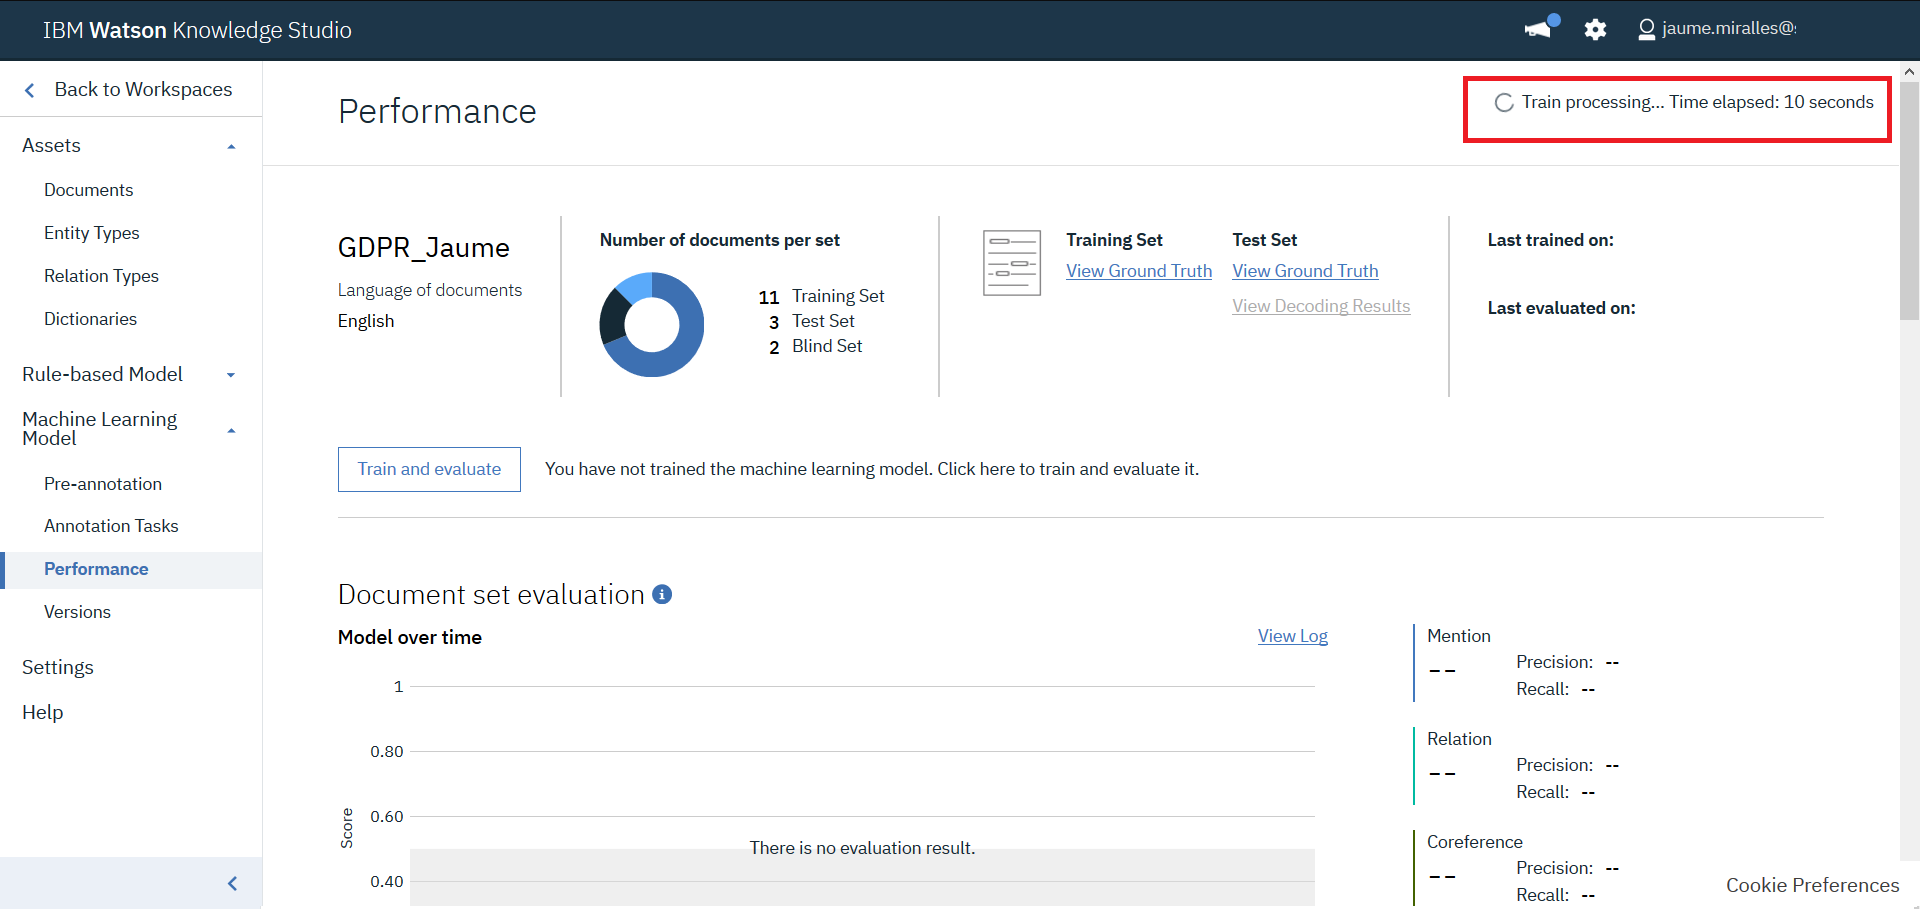 IBM Watson Knowledge Studio
jaume.miralles@
Back to Workspaces
Assets
Documents
Entity Types
Relation Types
Dictionaries
Rule-based Model
Machine Learning
Model
Pre-annotation
Annotation Tasks
Performance
Versions
Settings
Help
Performance
Train processing... Time elapsed: 10 seconds
GDPR_Jaume
Language of documents
English
Number of documents per set
11 Training Set
3 Test Set
2 Blind Set
Training Set
View Ground Truth
Test Set
View Ground Truth
View Decoding Results
Last trained on:
Last evaluated on:
Train and evaluate
You have not trained the machine learning model. Click here to train and evaluate it.
Document set evaluation
Model over time
View Log
1
0.80
0.60
0.40
Score
There is no evaluation result.
Mention
--
Precision: --
Recall: --
Relation
--
Precision: --
Recall: --
Coreference
--
Precision: --
Recall: --
Cookie Preferences